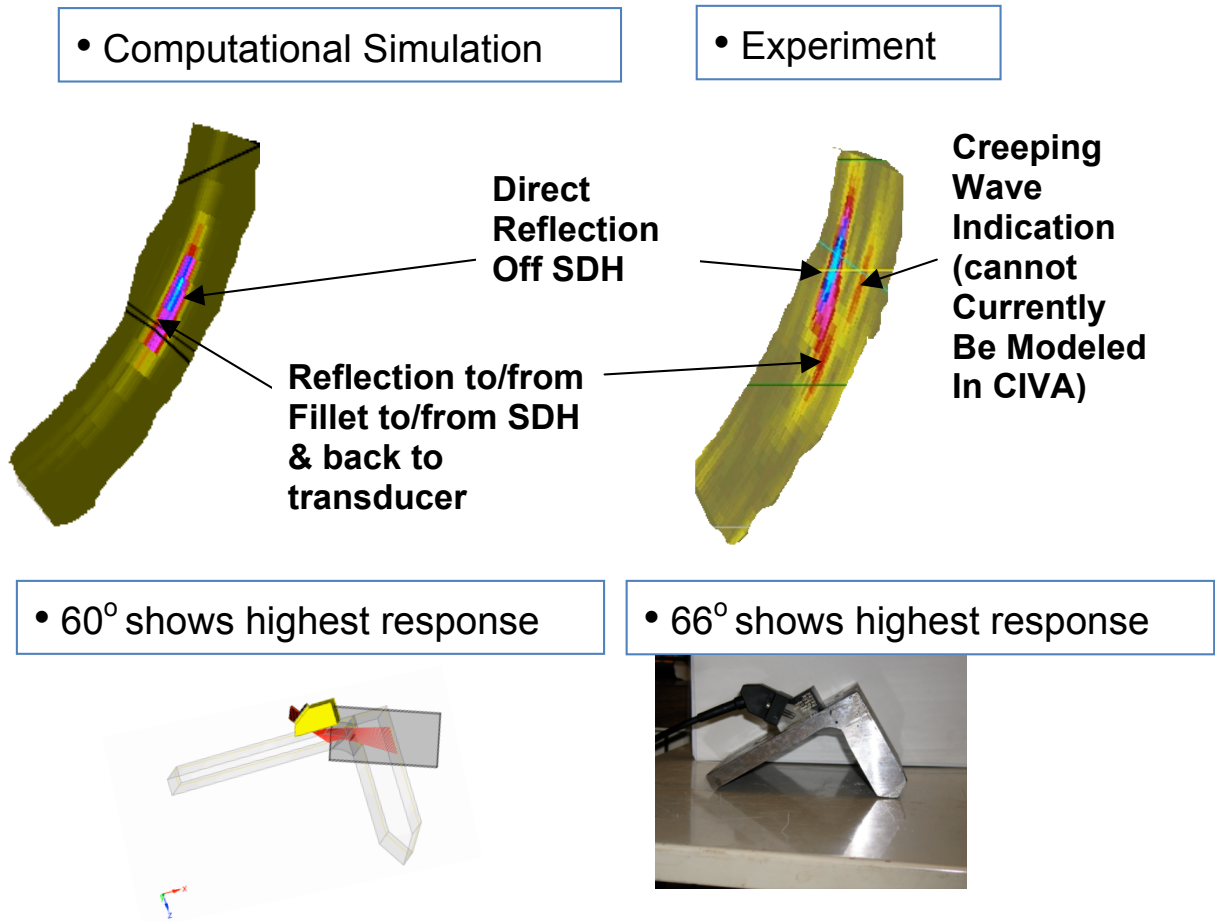 • Computational Simulation
• Experiment
Direct
Reflection
Off SDH
Creeping
Wave
Indication
(cannot
Currently
Be Modeled
In CIVA)
Reflection to/from
Fillet to/from SDH
& back to
transducer
• 60° shows highest response
• 66° shows highest response
X
Z